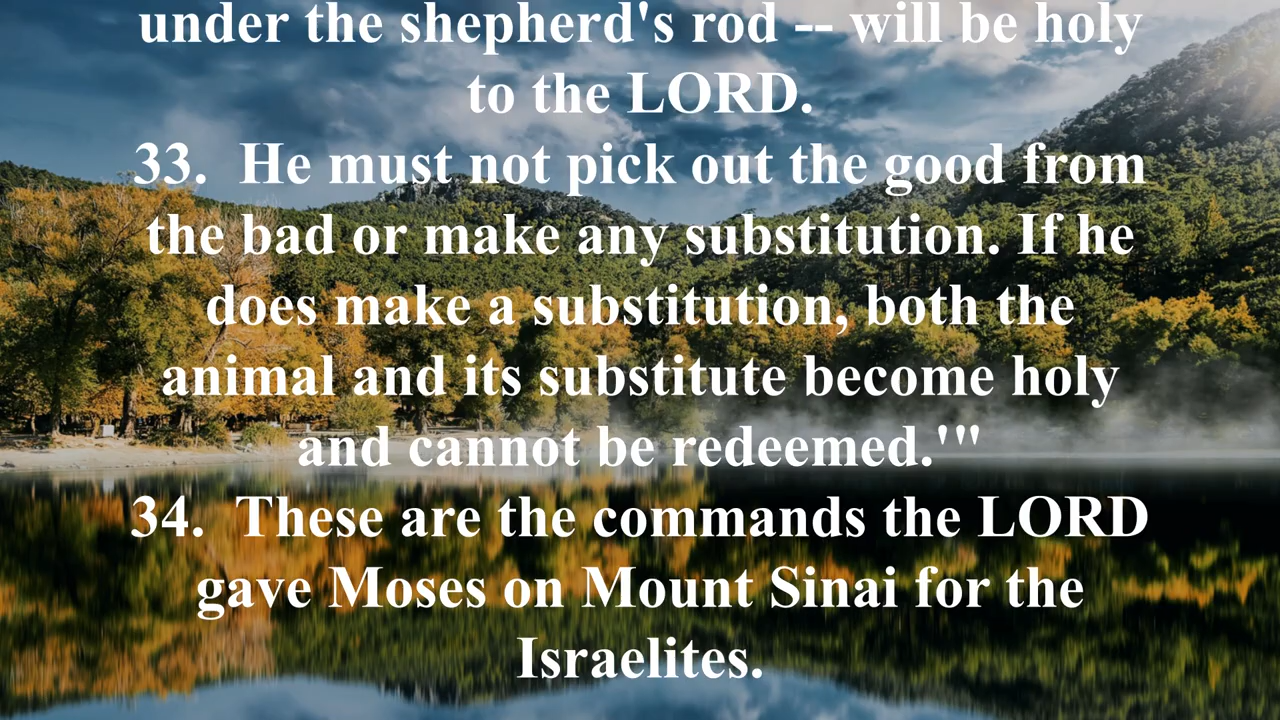 under the shepherd's rod -- will be holy
to the LORD.
33.  He must not pick out the good from
the bad or make any substitution. If he
does make a substitution, both the
animal and its substitute become holy
and cannot be redeemed.'"
34.  These are the commands the LORD
gave Moses on Mount Sinai for the
Israelites.